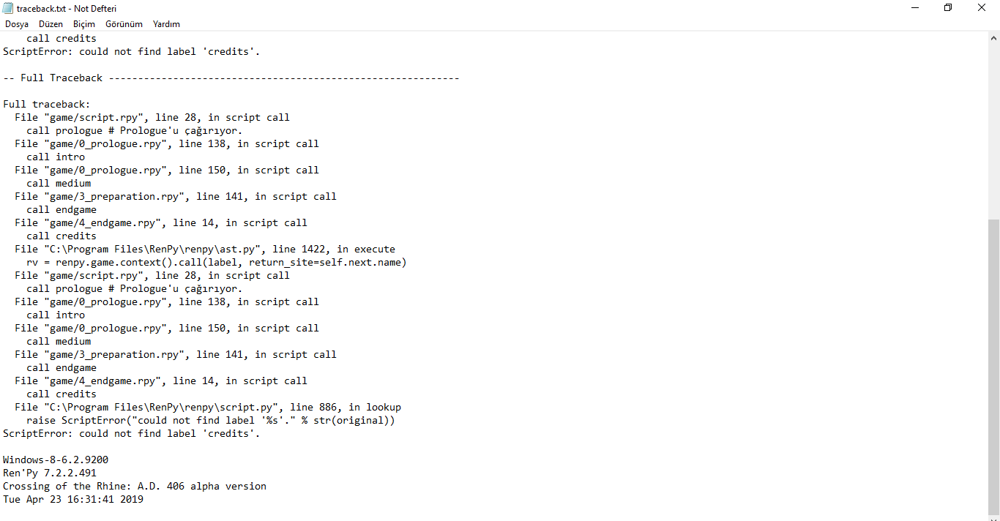 traceback.txt - Not Defteri
Dosya Düzen Biçim Görünüm Yardım
call credits
ScriptError: could not find label 'credits'.
-- Full Traceback ------------------------------------------------------------
Full traceback:
File "game/script.rpy", line 28, in script call
call prologue # Prologue'u çağırıyor.
File "game/0_prologue.rpy", line 138, in script call
call intro
File "game/0_prologue.rpy", line 150, in script call
call medium
File "game/3_preparation.rpy", line 141, in script call
call endgame
File "game/4_endgame.rpy", line 14, in script call
call credits
File "C:\Program Files\RenPy\renpy\ast.py", line 1422, in execute
rv = renpy.game.context().call(label, return_site=self.next.name)
File "game/script.rpy", line 28, in script call
call prologue # Prologue'u çağırıyor.
File "game/0_prologue.rpy", line 138, in script call
call intro
File "game/0_prologue.rpy", line 150, in script call
call medium
File "game/3_preparation.rpy", line 141, in script call
call endgame
File "game/4_endgame.rpy", line 14, in script call
call credits
File "C:\Program Files\RenPy\renpy\script.py", line 886, in lookup
raise ScriptError("could not find label '%s'." % str(original))
ScriptError: could not find label 'credits'.
Windows-8-6.2.9200
Ren'Py 7.2.2.491
Crossing of the Rhine: A.D. 406 alpha version
Tue Apr 23 16:31:41 2019